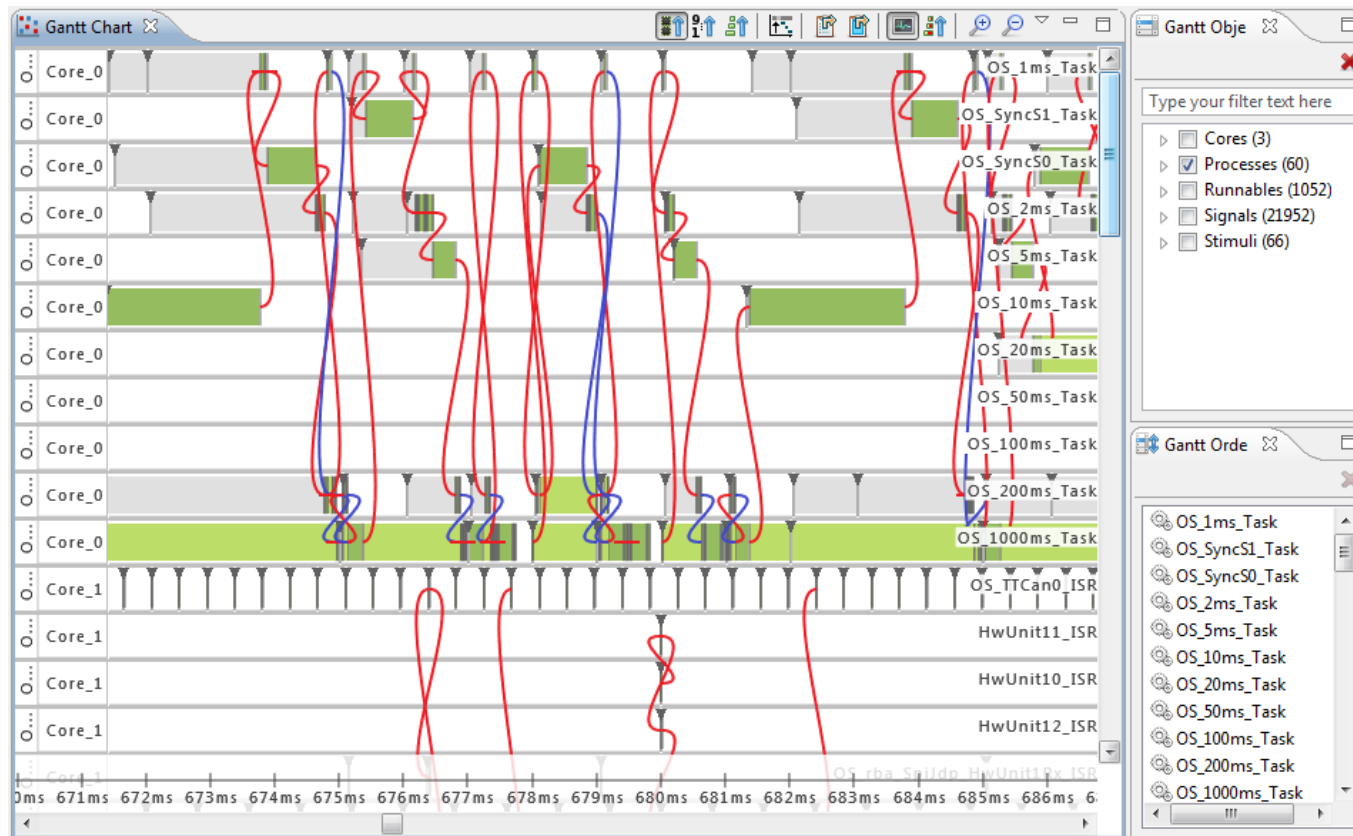 Gantt Chart
Core_0 OS_1ms_Task
Core_0 OS_SyncS1_Task
Core_0 OS_SyncS0_Task
Core_0 OS_2ms_Task
Core_0 OS_5ms_Task
Core_0 OS_10ms_Task
Core_0 OS_20ms_Task
Core_0 OS_50ms_Task
Core_0 OS_100ms_Task
Core_0 OS_200ms_Task
Core_0 OS_1000ms_Task
Core_1 OS_TTCan0_ISR
Core_1 HwUnit11_ISR
Core_1 HwUnit10_ISR
Core_1 HwUnit12_ISR
Core_1 OS_rba_SpiJdp_HwUnit1Rx_ISR
0ms 671ms 672ms 673ms 674ms 675ms 676ms 677ms 678ms 679ms 680ms 681ms 682ms 683ms 684ms 685ms 686ms
Gantt Obje
Type your filter text here
Cores (3)
Processes (60)
Runnables (1052)
Signals (21952)
Stimuli (66)
Gantt Orde
OS_1ms_Task
OS_SyncS1_Task
OS_SyncS0_Task
OS_2ms_Task
OS_5ms_Task
OS_10ms_Task
OS_20ms_Task
OS_50ms_Task
OS_100ms_Task
OS_200ms_Task
OS_1000ms_Task